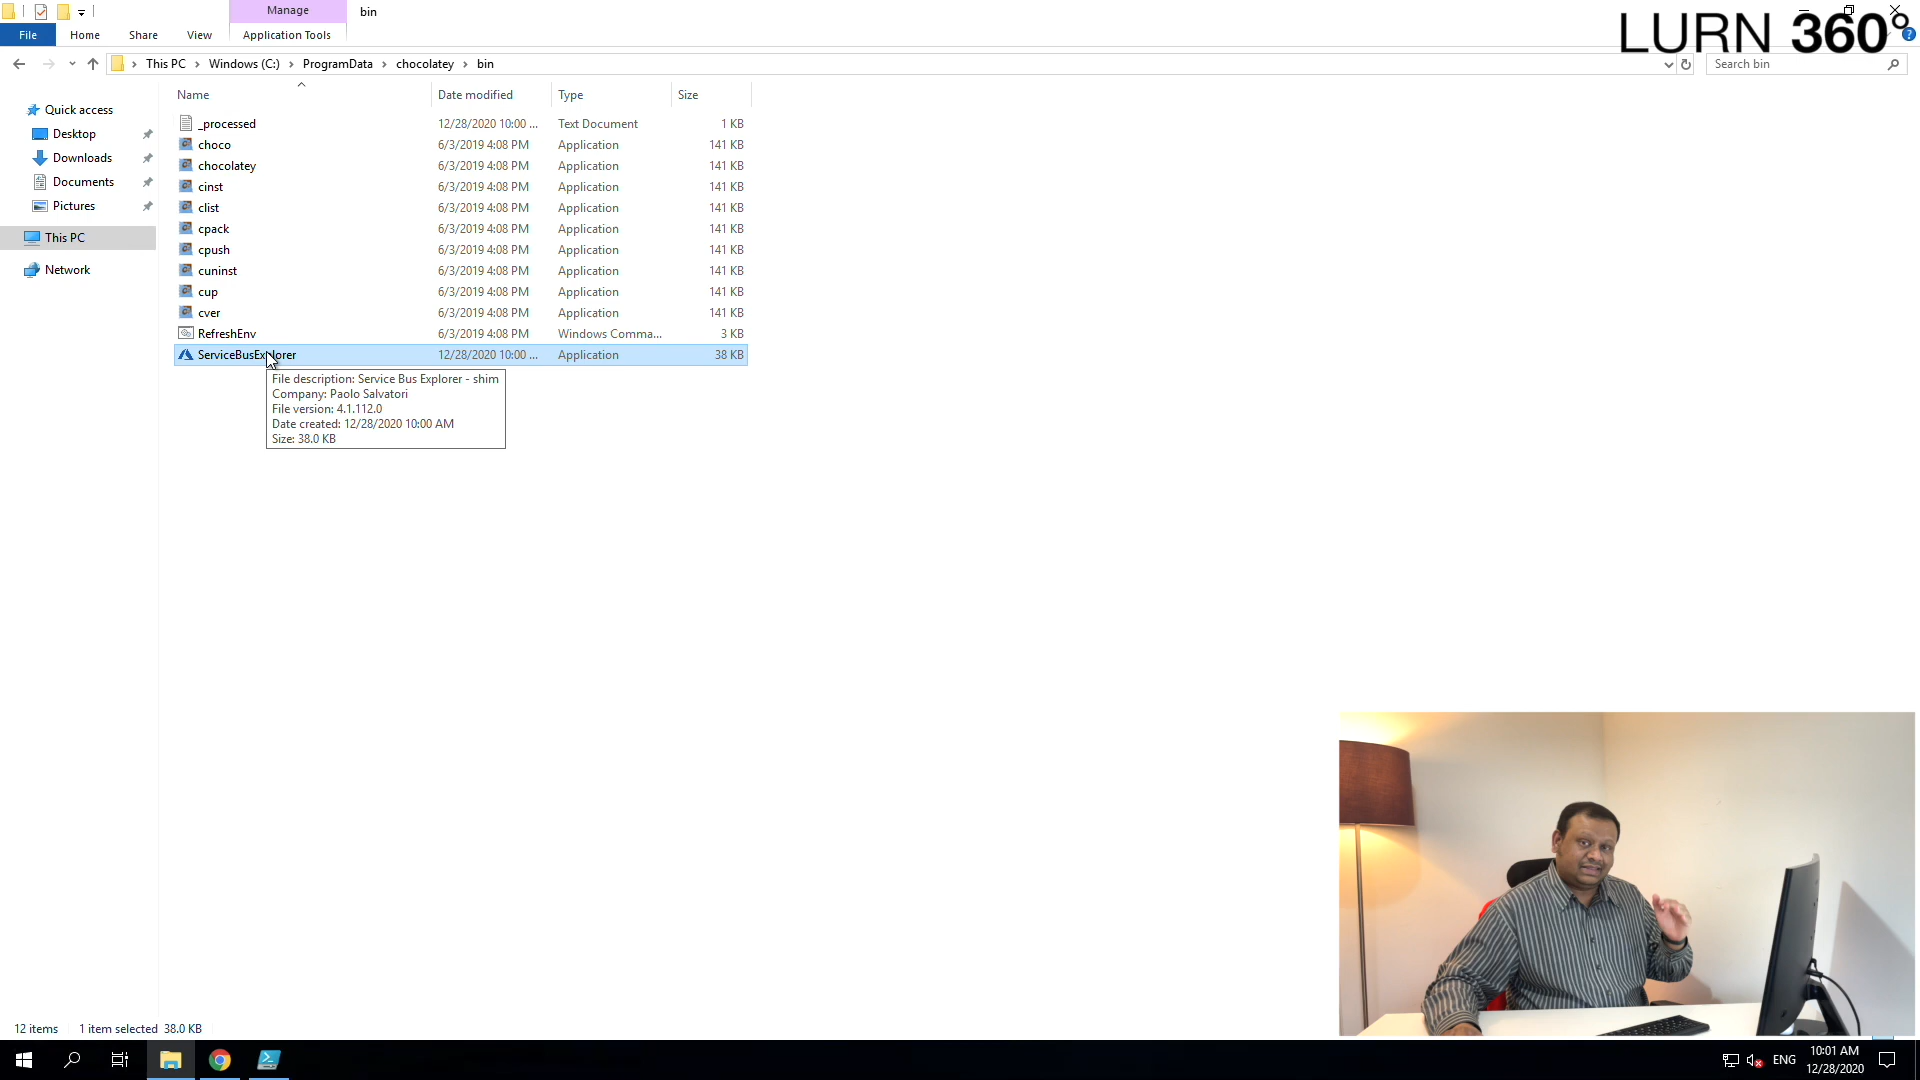 Manage
bin
LURN 360°
File
Home
Share
View
Application Tools
This PC
Windows (C:)
ProgramData
chocolatey
bin
Search bin
Name
Date modified
Type
Size
Quick access
Desktop
Downloads
Documents
Pictures
This PC
Network
_processed 12/28/2020 10:00 ... Text Document 1 KB
choco 6/3/2019 4:08 PM Application 141 KB
chocolatey 6/3/2019 4:08 PM Application 141 KB
cinst 6/3/2019 4:08 PM Application 141 KB
clist 6/3/2019 4:08 PM Application 141 KB
cpack 6/3/2019 4:08 PM Application 141 KB
cpush 6/3/2019 4:08 PM Application 141 KB
cuninst 6/3/2019 4:08 PM Application 141 KB
cup 6/3/2019 4:08 PM Application 141 KB
cver 6/3/2019 4:08 PM Application 141 KB
RefreshEnv 6/3/2019 4:08 PM Windows Comma... 3 KB
ServiceBusExplorer 12/28/2020 10:00 ... Application 38 KB
File description: Service Bus Explorer - shim
Company: Paolo Salvatori
File version: 4.1.112.0
Date created: 12/28/2020 10:00 AM
Size: 38.0 KB
12 items 1 item selected 38.0 KB
ENG
10:01 AM
12/28/2020